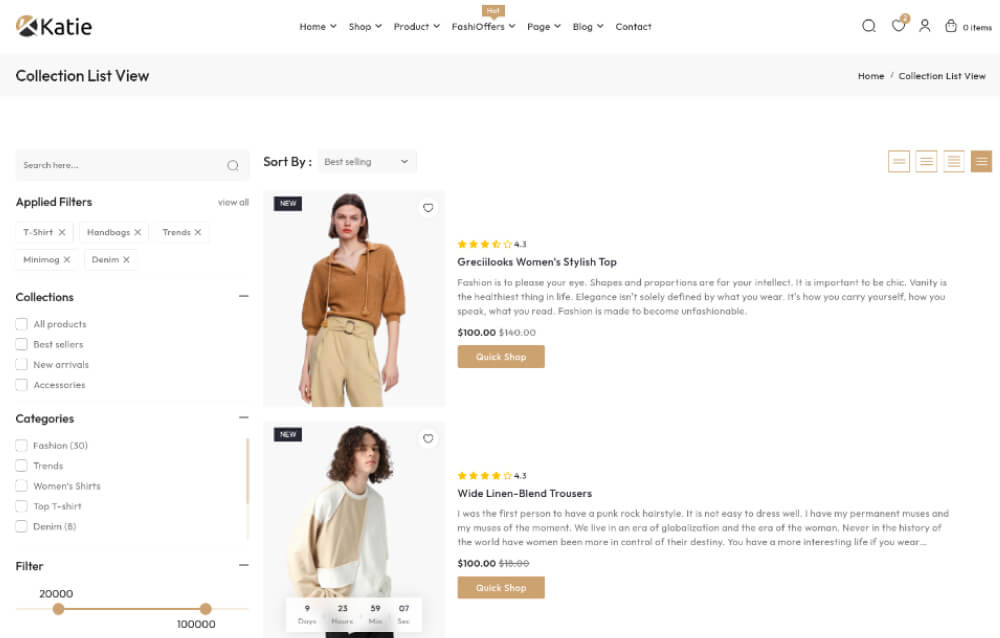 Katie
Hot
Home Shop Product FashiOffers Page Blog Contact
2
0 items
Collection List View
Home / Collection List View
Search here...
Sort By : Best selling
Applied Filters view all
T-Shirt Handbags Trends
Minimog Denim
Collections
All products
Best sellers
New arrivals
Accessories
Categories
Fashion (30)
Trends
Women's Shirts
Top T-shirt
Denim (8)
Filter
20000
100000
NEW
4.3
Greciilooks Women's Stylish Top
Fashion is to please your eye. Shapes and proportions are for your intellect. It is important to be chic. Vanity is
the healthiest thing in life. Elegance isn't solely defined by what you wear. It's how you carry yourself, how you
speak, what you read. Fashion is made to become unfashionable.
$100.00 $140.00
Quick Shop
NEW
4.3
Wide Linen-Blend Trousers
I was the first person to have a punk rock hairstyle. It is not easy to dress well. I have my permanent muses and
my muses of the moment. We live in an era of globalization and the era of the woman. Never in the history of
the world have women been more in control of their destiny. You have a more interesting life if you wear...
$100.00 $18.00
Quick Shop
9 23 59 07
Days Hours Min Sec